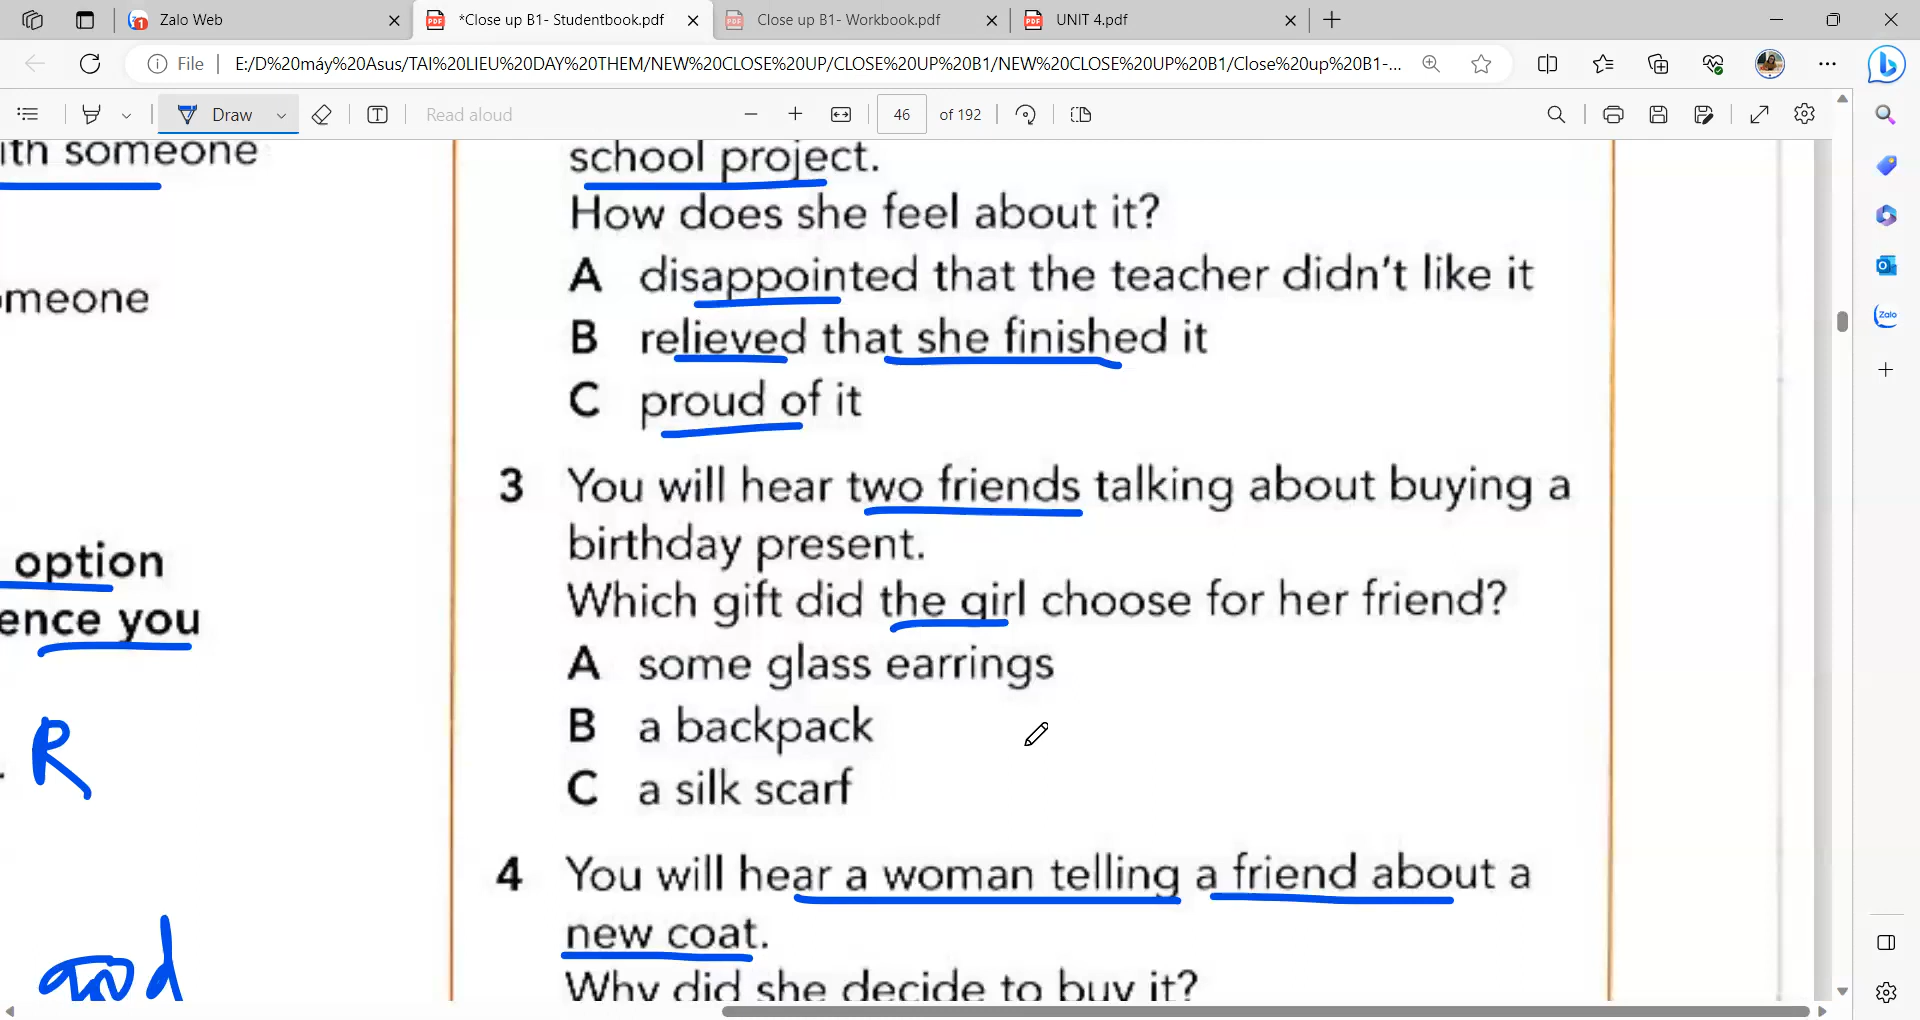 Zalo Web
*Close up B1- Studentbook.pdf
Close up B1- Workbook.pdf
UNIT 4.pdf
File
E:/D%20máy%20Asus/TAI%20LIEU%20DAY%20THEM/NEW%20CLOSE%20UP/CLOSE%20UP%20B1/NEW%20CLOSE%20UP%20B1/Close%20up%20B1-...
Draw
Read aloud
46 of 192
ith someone
omeone
option
ence you
R
school project.
How does she feel about it?
A disappointed that the teacher didn't like it
B relieved that she finished it
C proud of it
3 You will hear two friends talking about buying a
birthday present.
Which gift did the girl choose for her friend?
A some glass earrings
B a backpack
C a silk scarf
4 You will hear a woman telling a friend about a
new coat.
Why did she decide to buy it?
Zalo